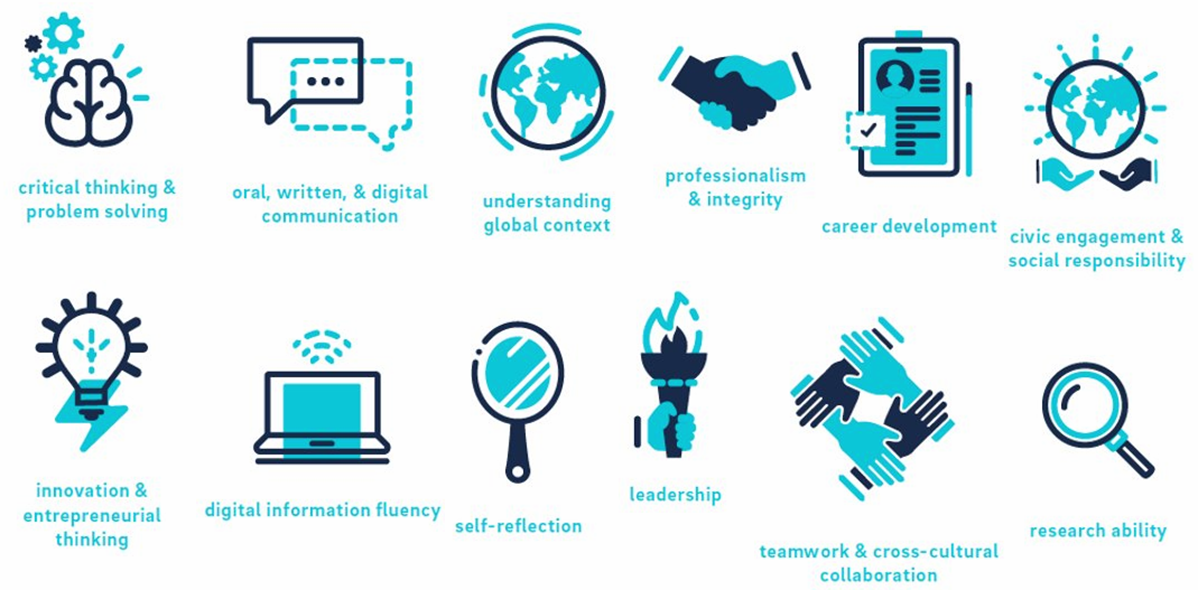 critical thinking &
problem solving
oral, written, & digital
communication
understanding
global context
professionalism
& integrity
career development
civic engagement &
social responsibility
innovation &
entrepreneurial
thinking
digital information fluency
self-reflection
leadership
teamwork & cross-cultural
collaboration
research ability